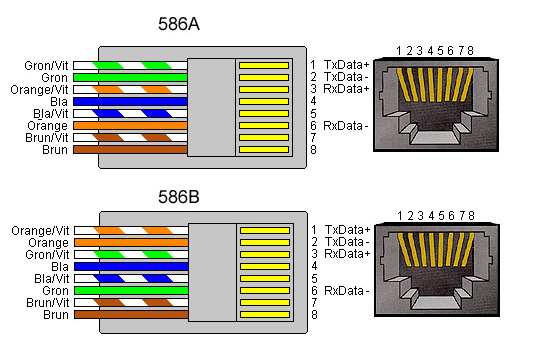 586A
1 2 3 4 5 6 7 8
Gron/Vit 1 TxData+
Gron 2 TxData-
Orange/Vit 3 RxData+
Bla 4
Bla/Vit 5
Orange 6 RxData-
Brun/Vit 7
Brun 8
586B
1 2 3 4 5 6 7 8
Orange/Vit 1 TxData+
Orange 2 TxData-
Gron/Vit 3 RxData+
Bla 4
Bla/Vit 5
Gron 6 RxData-
Brun/Vit 7
Brun 8